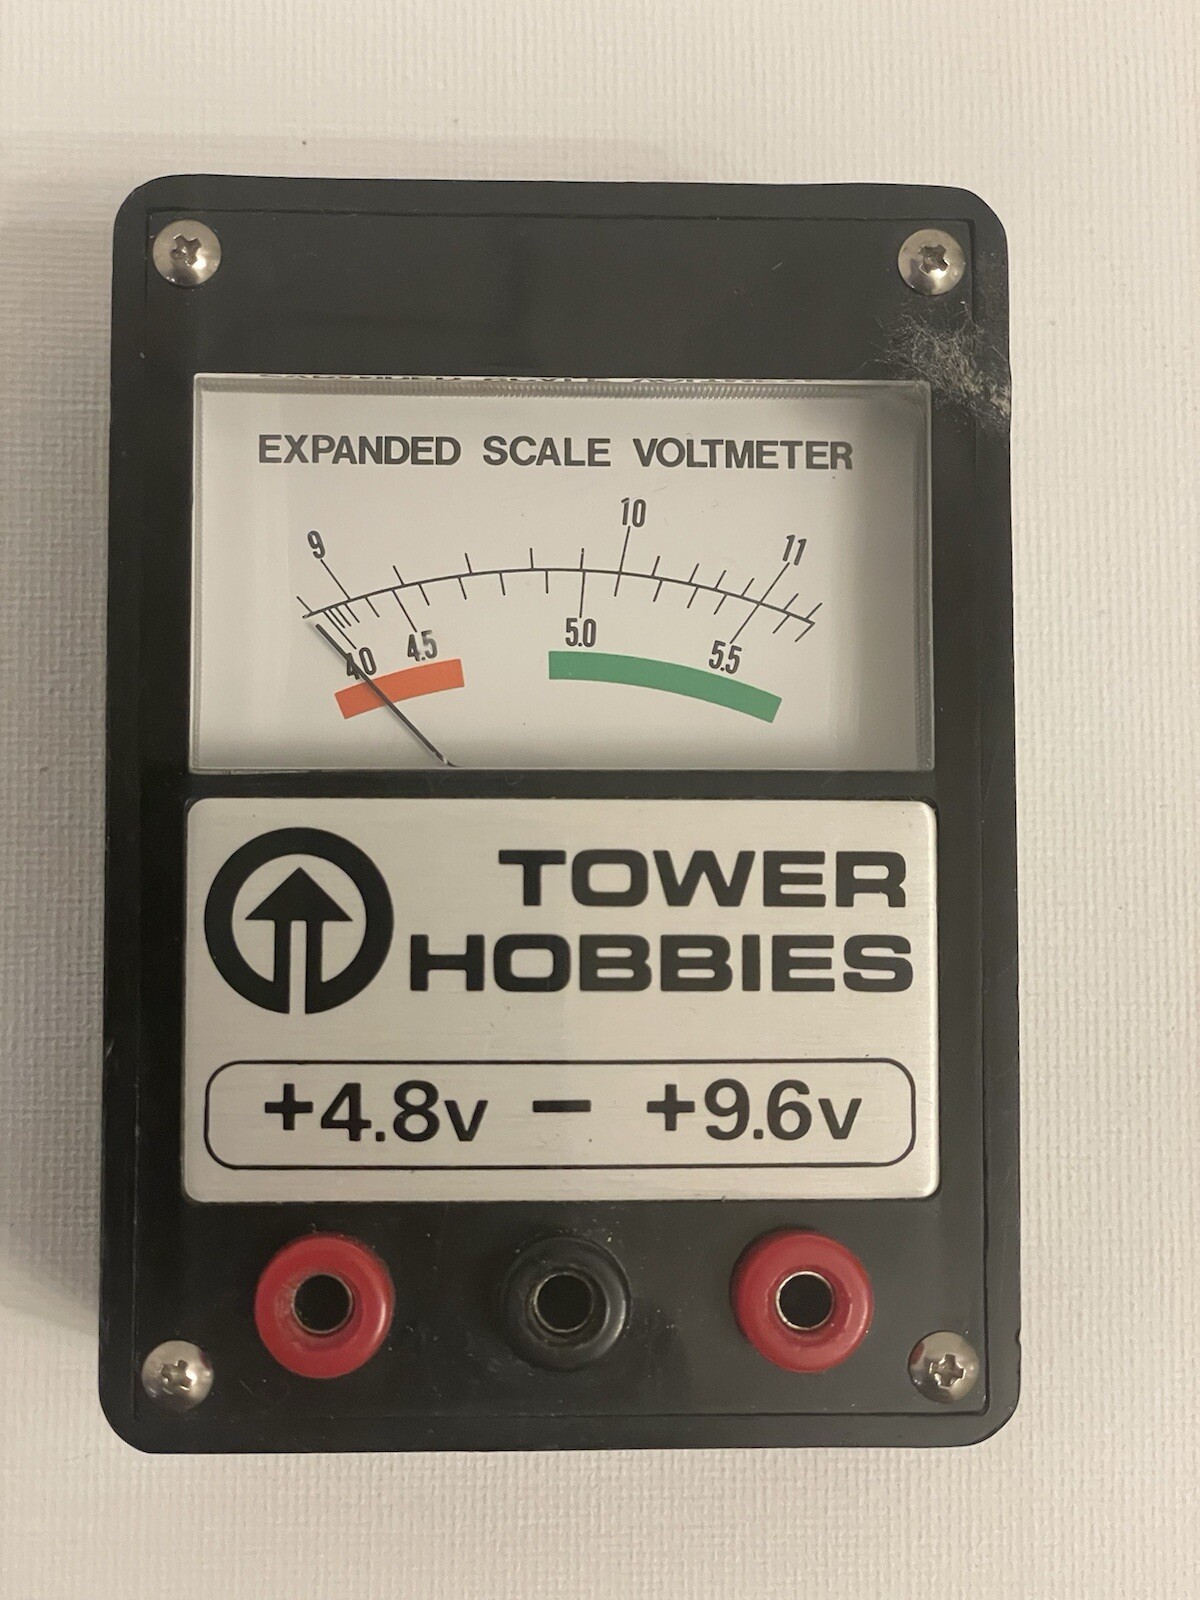 EXPANDED SCALE VOLTMETER
9 10 11
4.0 4.5 5.0 5.5
TOWER
HOBBIES
+4.8v - +9.6v